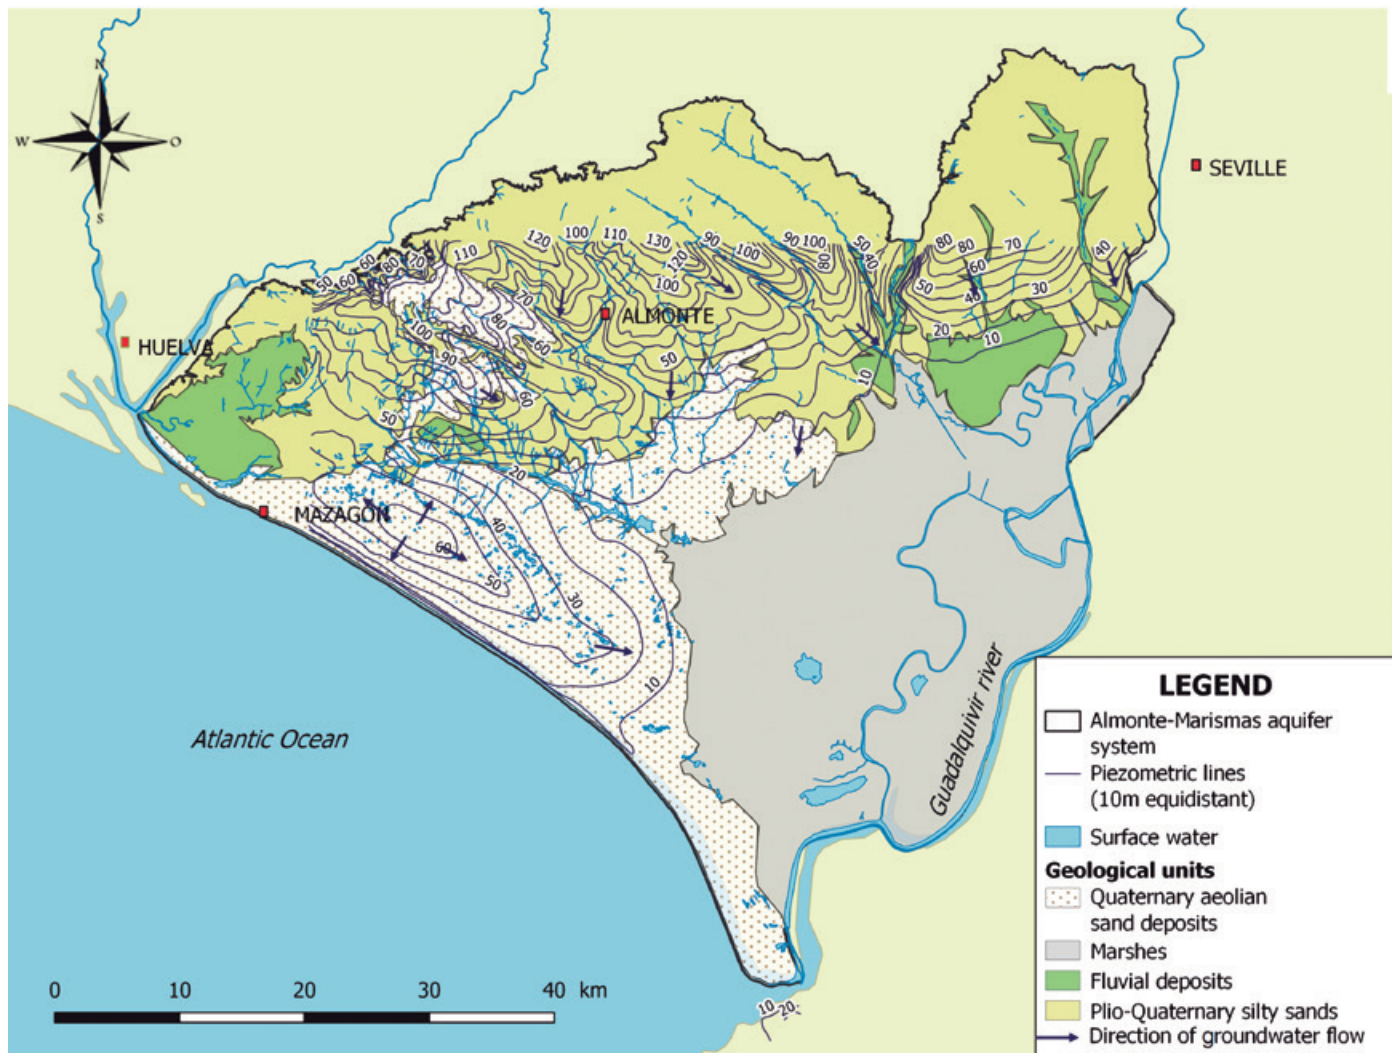 N
W
O
S
SEVILLE
120
100
110
130
90
100
90
100
80
50
40
80
80
70
40
110
60
70
80
60
50
60
120
100
60
50
40
30
70
80
60
ALMONTE
20
10
HUELVA
100
90
60
50
50
10
20
MAZAGÓN
40
60
50
30
10
Atlantic Ocean
Guadalquivir river
LEGEND
Almonte-Marismas aquifer
system
Piezometric lines
(10m equidistant)
Surface water
Geological units
Quaternary aeolian
sand deposits
Marshes
Fluvial deposits
Plio-Quaternary silty sands
Direction of groundwater flow
0 10 20 30 40 km
10
20